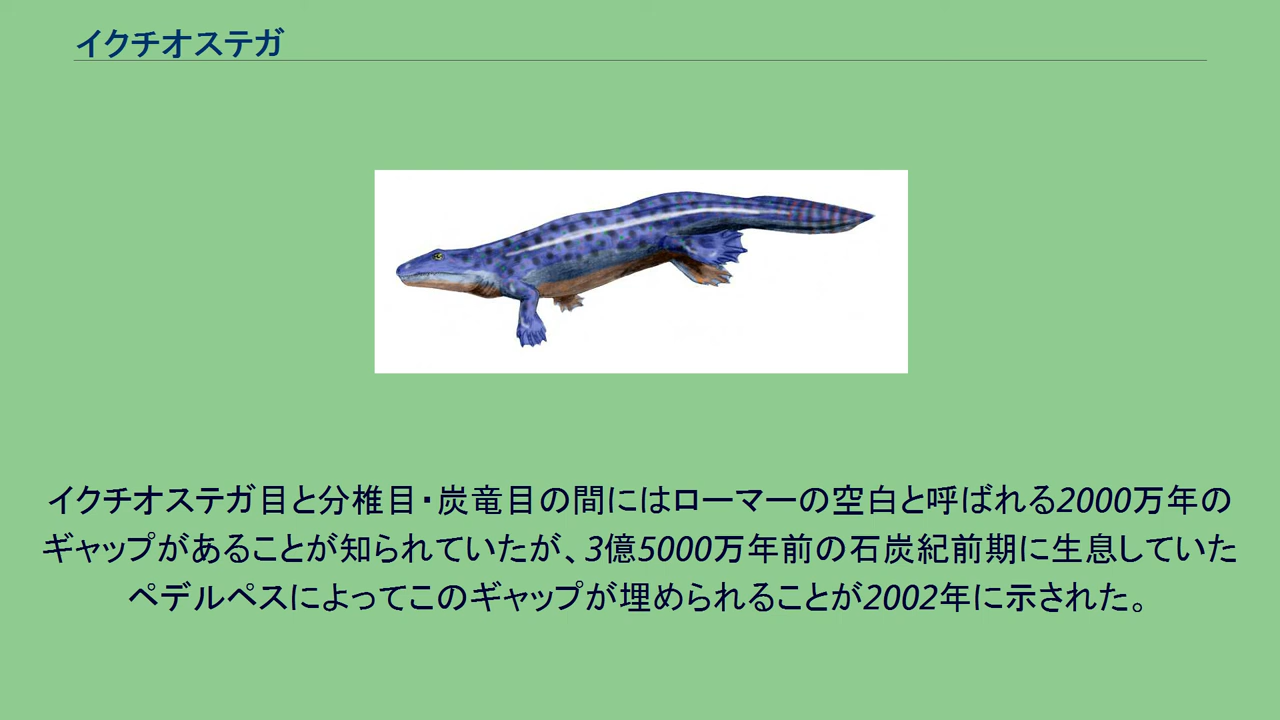 イクチオステガ
イクチオステガ目と分椎目・炭竜目の間にはローマーの空白と呼ばれる2000万年の
ギャップがあることが知られていたが、3億5000万年前の石炭紀前期に生息していた
ペデルペスによってこのギャップが埋められることが2002年に示された。